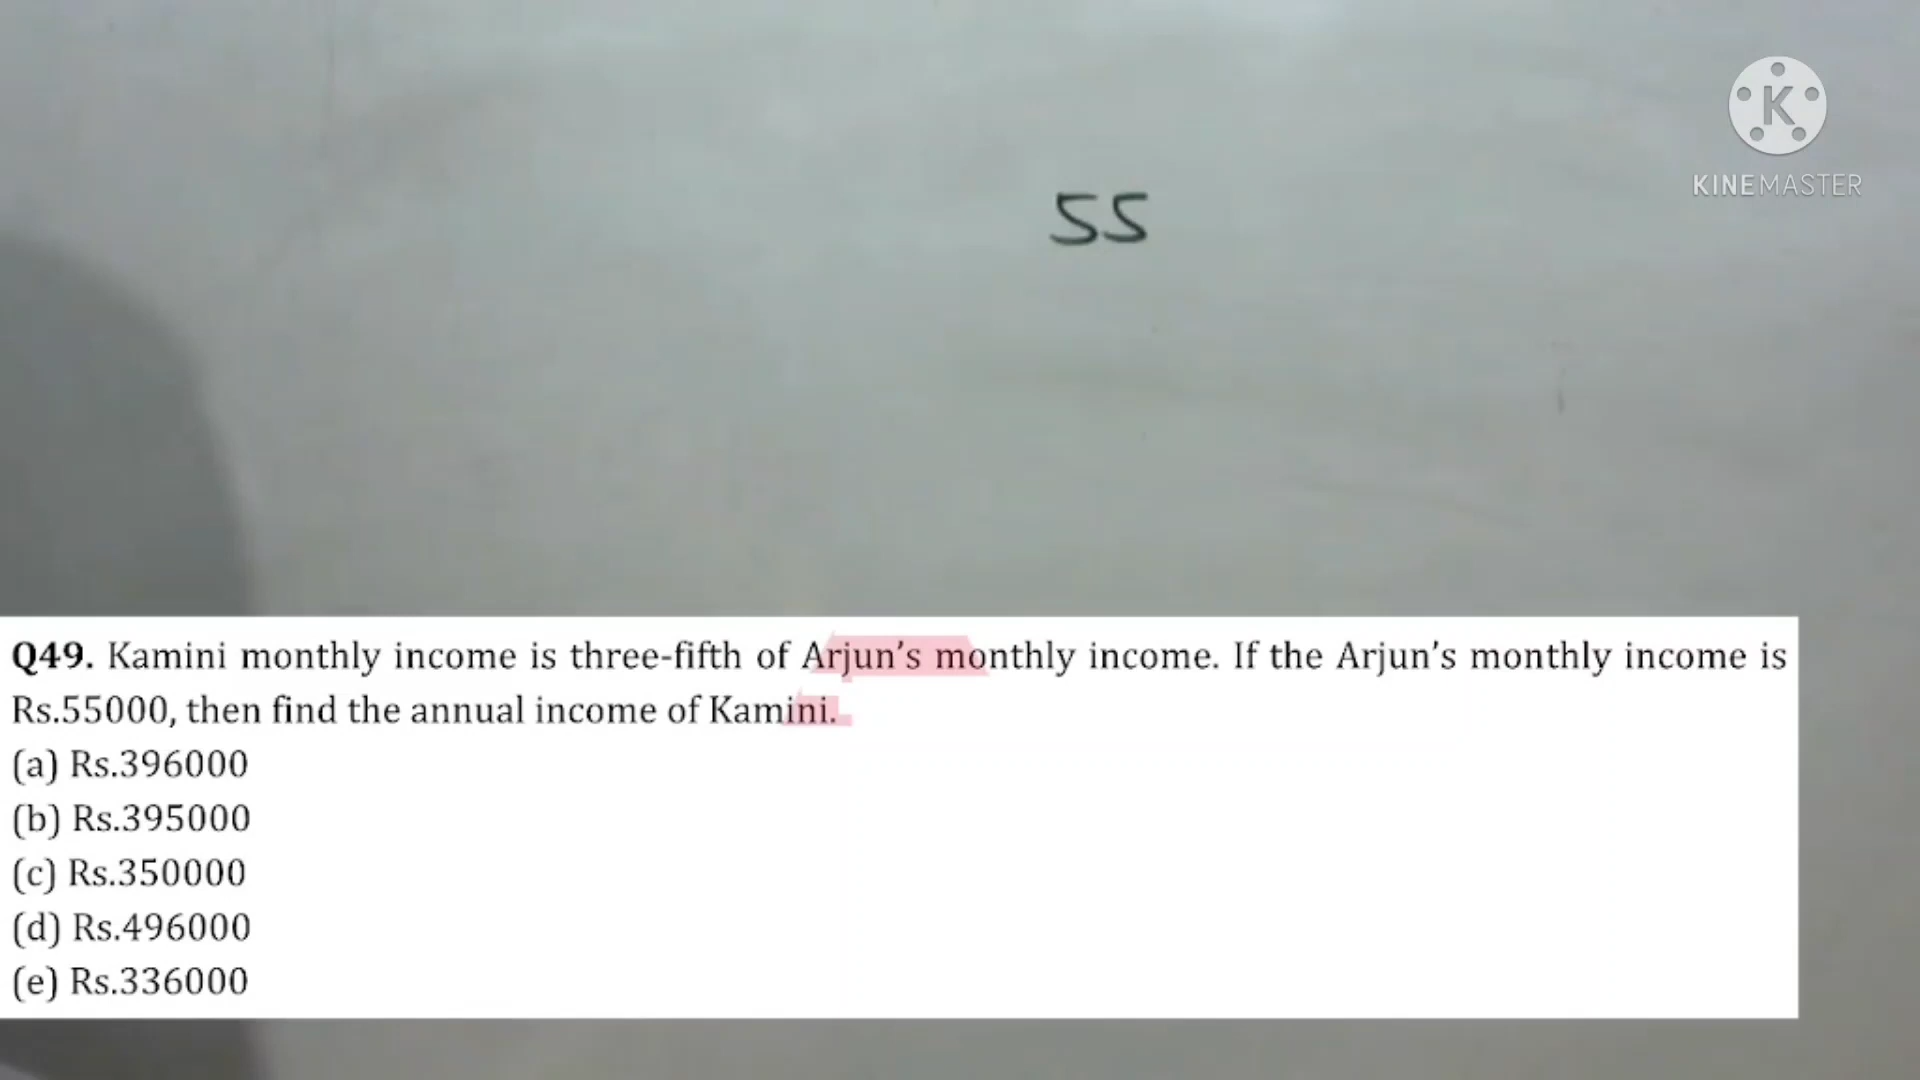 K
KINEMASTER
55
Q49. Kamini monthly income is three-fifth of Arjun's monthly income. If the Arjun's monthly income is
Rs.55000, then find the annual income of Kamini.
(a) Rs.396000
(b) Rs.395000
(c) Rs.350000
(d) Rs.496000
(e) Rs.336000